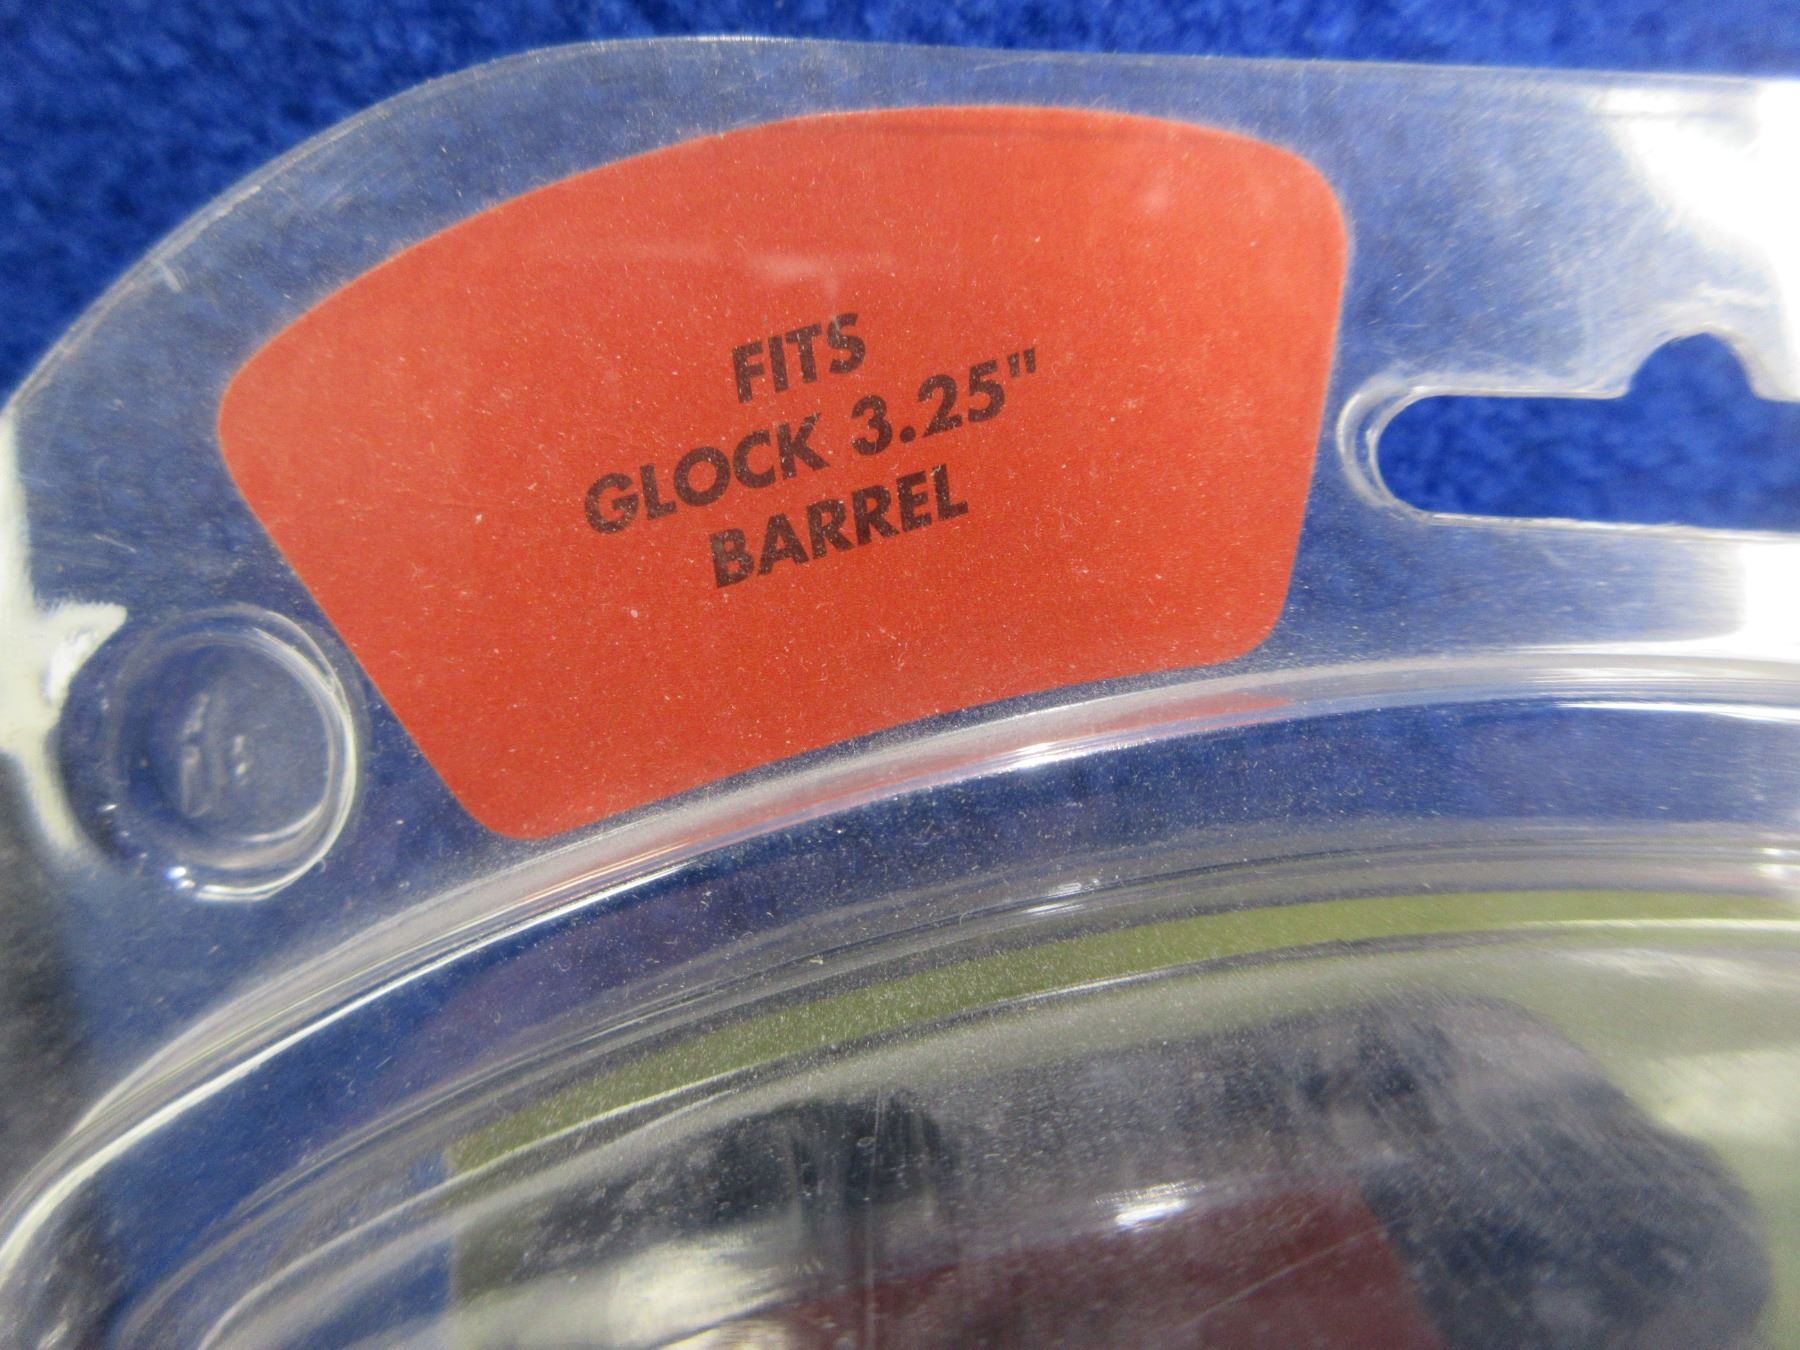 FITS
GLOCK 3.25"
BARREL